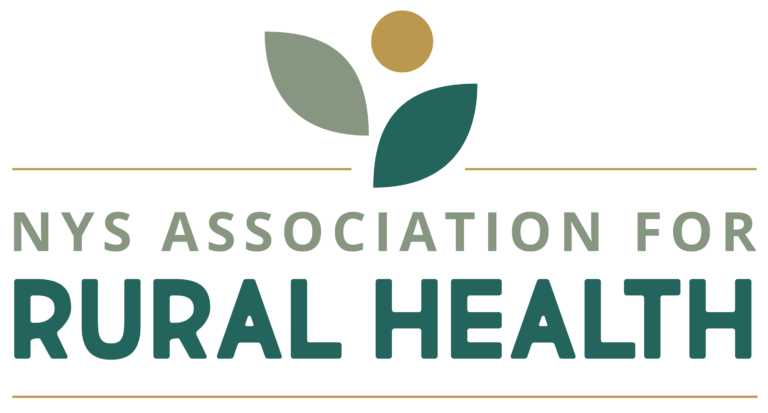 NYS ASSOCIATION FOR
RURAL HEALTH